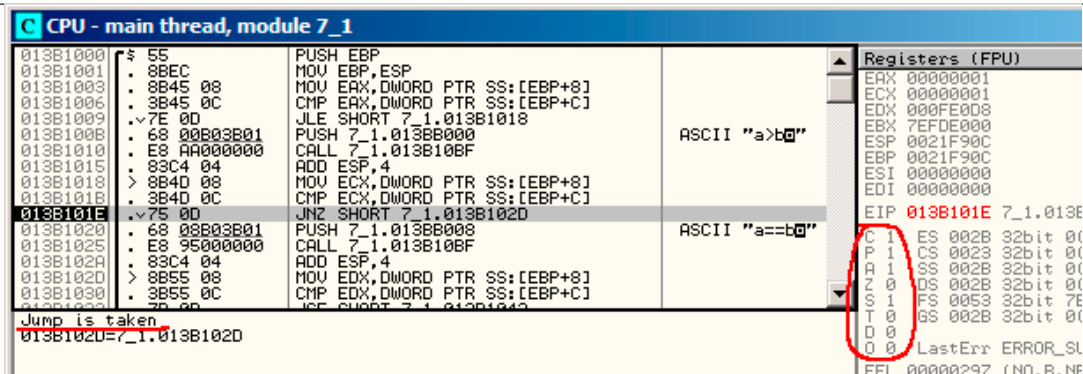 C CPU - main thread, module 7_1
013B1000 $ 55 PUSH EBP
013B1001 . 8BEC MOV EBP,ESP
013B1003 . 8B45 08 MOV EAX,DWORD PTR SS:[EBP+8]
013B1006 . 3B45 0C CMP EAX,DWORD PTR SS:[EBP+C]
013B1009 .v7E 0D JLE SHORT 7_1.013B1018
013B100B . 68 00B03B01 PUSH 7_1.013BB000 ASCII "a>b"
013B1010 . E8 AA000000 CALL 7_1.013B10BF
013B1015 . 83C4 04 ADD ESP,4
013B1018 > 8B4D 08 MOV ECX,DWORD PTR SS:[EBP+8]
013B101B . 3B4D 0C CMP ECX,DWORD PTR SS:[EBP+C]
013B101E .v75 0D JNZ SHORT 7_1.013B102D
013B1020 . 68 08B03B01 PUSH 7_1.013BB008 ASCII "a==b"
013B1025 . E8 95000000 CALL 7_1.013B10BF
013B102A . 83C4 04 ADD ESP,4
013B102D > 8B55 08 MOV EDX,DWORD PTR SS:[EBP+8]
013B1030 . 3B55 0C CMP EDX,DWORD PTR SS:[EBP+C]
Jump is taken
013B102D=7_1.013B102D
Registers (FPU)
EAX 00000001
ECX 00000001
EDX 000FE0D8
EBX 7EFDE000
ESP 0021F90C
EBP 0021F90C
ESI 00000000
EDI 00000000
EIP 013B101E 7_1.013B
C 1 ES 002B 32bit
P 1 CS 0023 32bit
A 1 SS 002B 32bit
Z 0 DS 002B 32bit
S 1 FS 0053 32bit
T 0 GS 002B 32bit
D 0
O 0 LastErr ERROR_SU
EFL 00000297 (NO,B,NE